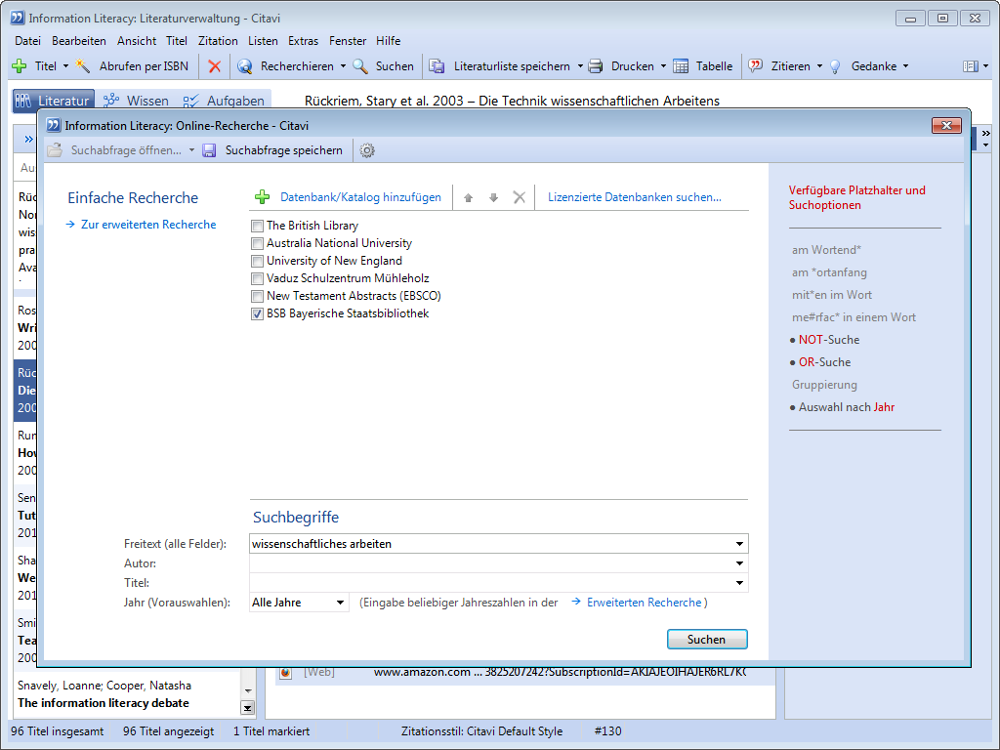 Information Literacy: Literaturverwaltung - Citavi
Datei Bearbeiten Ansicht Titel Zitation Listen Extras Fenster Hilfe
Titel Abrufen per ISBN Recherchieren Suchen Literaturliste speichern Drucken Tabelle Zitieren Gedanke
Literatur Wissen Aufgaben Rückriem, Stary et al. 2003 – Die Technik wissenschaftlichen Arbeitens
Information Literacy: Online-Recherche - Citavi
Suchabfrage öffnen... Suchabfrage speichern
Au
Rüc
Nor
wis
pra
Ava
Ros
Wri
200
Rüc
Die
200
Run
How
200
Sen
Tut
201
Sha
We
201
Smi
Tea
200
Einfache Recherche
Zur erweiterten Recherche
Datenbank/Katalog hinzufügen Lizenzierte Datenbanken suchen...
The British Library
Australia National University
University of New England
Vaduz Schulzentrum Mühleholz
New Testament Abstracts (EBSCO)
BSB Bayerische Staatsbibliothek
Suchbegriffe
Freitext (alle Felder): wissenschaftliches arbeiten
Autor:
Titel:
Jahr (Vorauswahlen): Alle Jahre (Eingabe beliebiger Jahreszahlen in der Erweiterten Recherche )
Suchen
Verfügbare Platzhalter und
Suchoptionen
am Wortend*
am *ortanfang
mit*en im Wort
me#rfac* in einem Wort
• NOT-Suche
• OR-Suche
Gruppierung
• Auswahl nach Jahr
[Web] www.amazon.com ... 3825207242?SubscriptionId=AKIAJEOIHAJER6RL7KC
Snavely, Loanne; Cooper, Natasha
The information literacy debate
96 Titel insgesamt 96 Titel angezeigt 1 Titel markiert Zitationsstil: Citavi Default Style #130